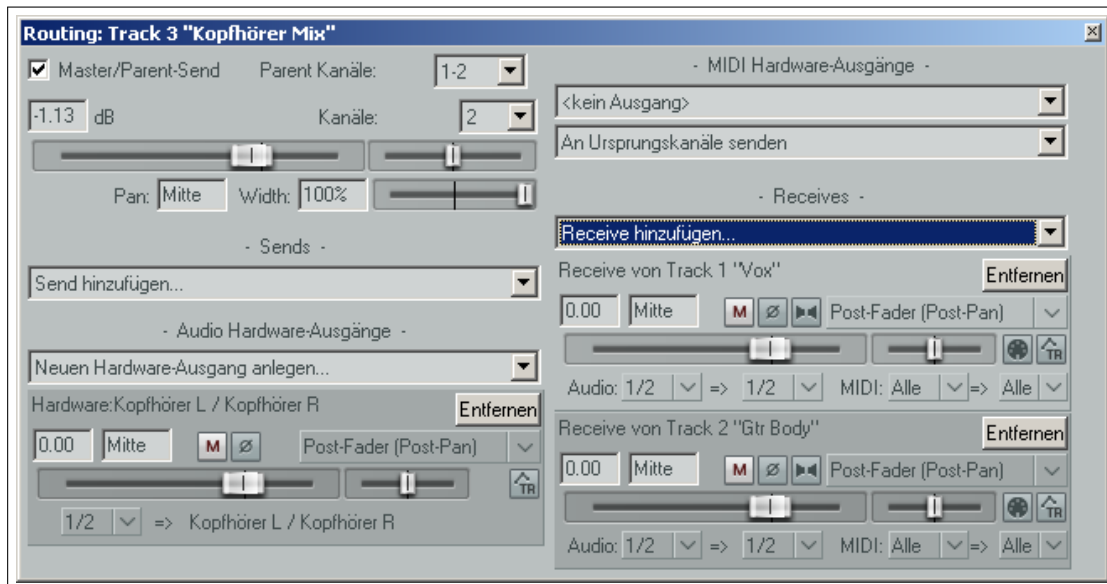 Routing: Track 3 "Kopfhörer Mix"
Master/Parent-Send Parent Kanäle: 1-2
-1.13 dB Kanäle: 2
Pan: Mitte Width: 100%
- Sends -
Send hinzufügen...
- Audio Hardware-Ausgänge -
Neuen Hardware-Ausgang anlegen...
Hardware:Kopfhörer L / Kopfhörer R Entfernen
0.00 Mitte M Ø Post-Fader (Post-Pan)
TR
1/2 => Kopfhörer L / Kopfhörer R
- MIDI Hardware-Ausgänge -
<kein Ausgang>
An Ursprungskanäle senden
- Receives -
Receive hinzufügen...
Receive von Track 1 "Vox" Entfernen
0.00 Mitte M Ø Post-Fader (Post-Pan)
TR
Audio: 1/2 => 1/2 MIDI: Alle => Alle
Receive von Track 2 "Gtr Body" Entfernen
0.00 Mitte M Ø Post-Fader (Post-Pan)
TR
Audio: 1/2 => 1/2 MIDI: Alle => Alle